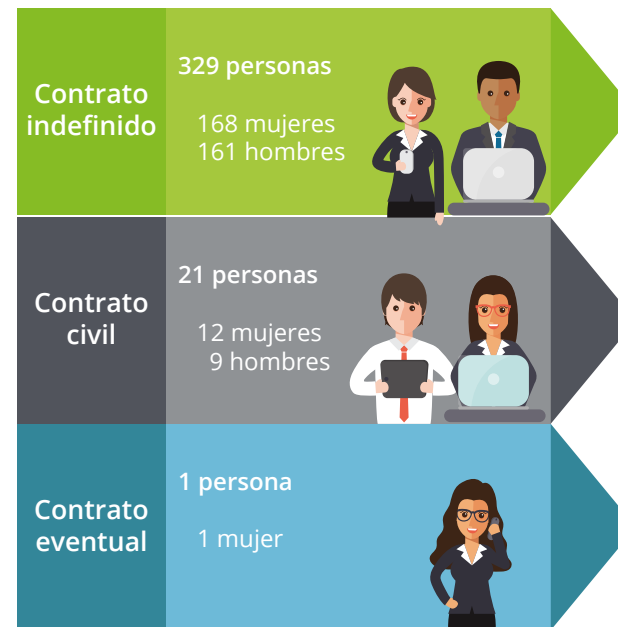 Contrato
indefinido
329 personas
168 mujeres
161 hombres
Contrato
civil
21 personas
12 mujeres
9 hombres
Contrato
eventual
1 persona
1 mujer